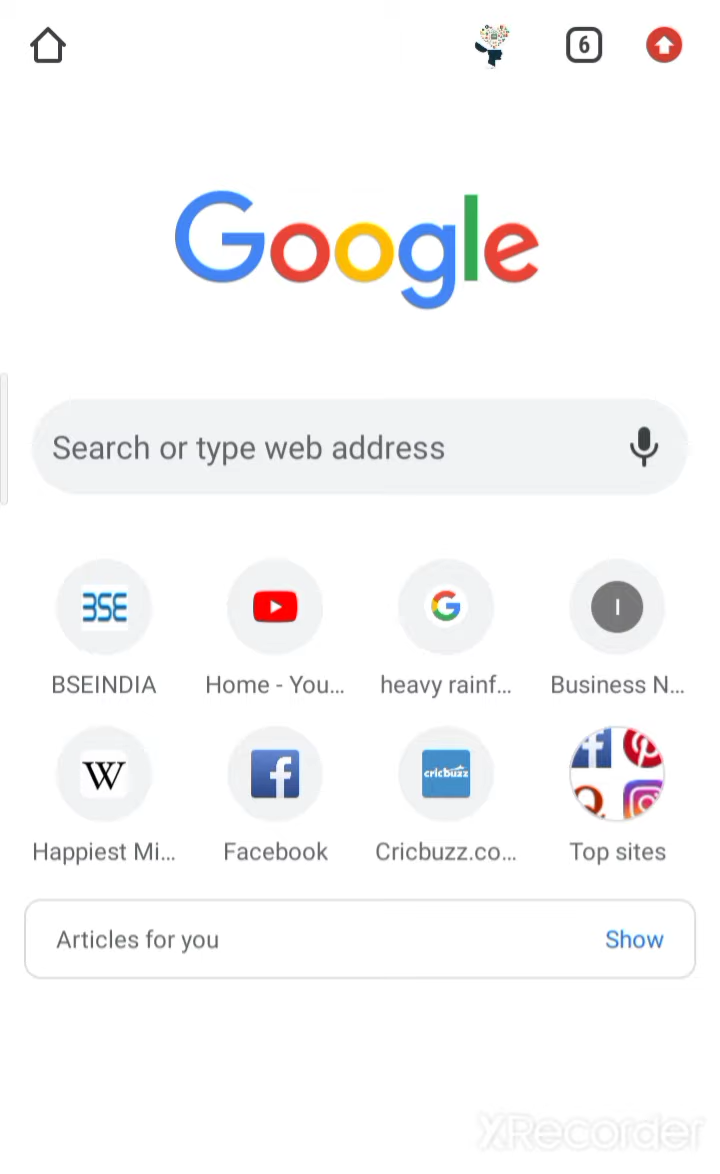 6
Google
Search or type web address
BSE
BSEINDIA
Home - You...
heavy rainf...
I
Business N...
W
Happiest Mi...
Facebook
cricbuzz
Cricbuzz.co...
Top sites
Articles for you
Show
XRecorder